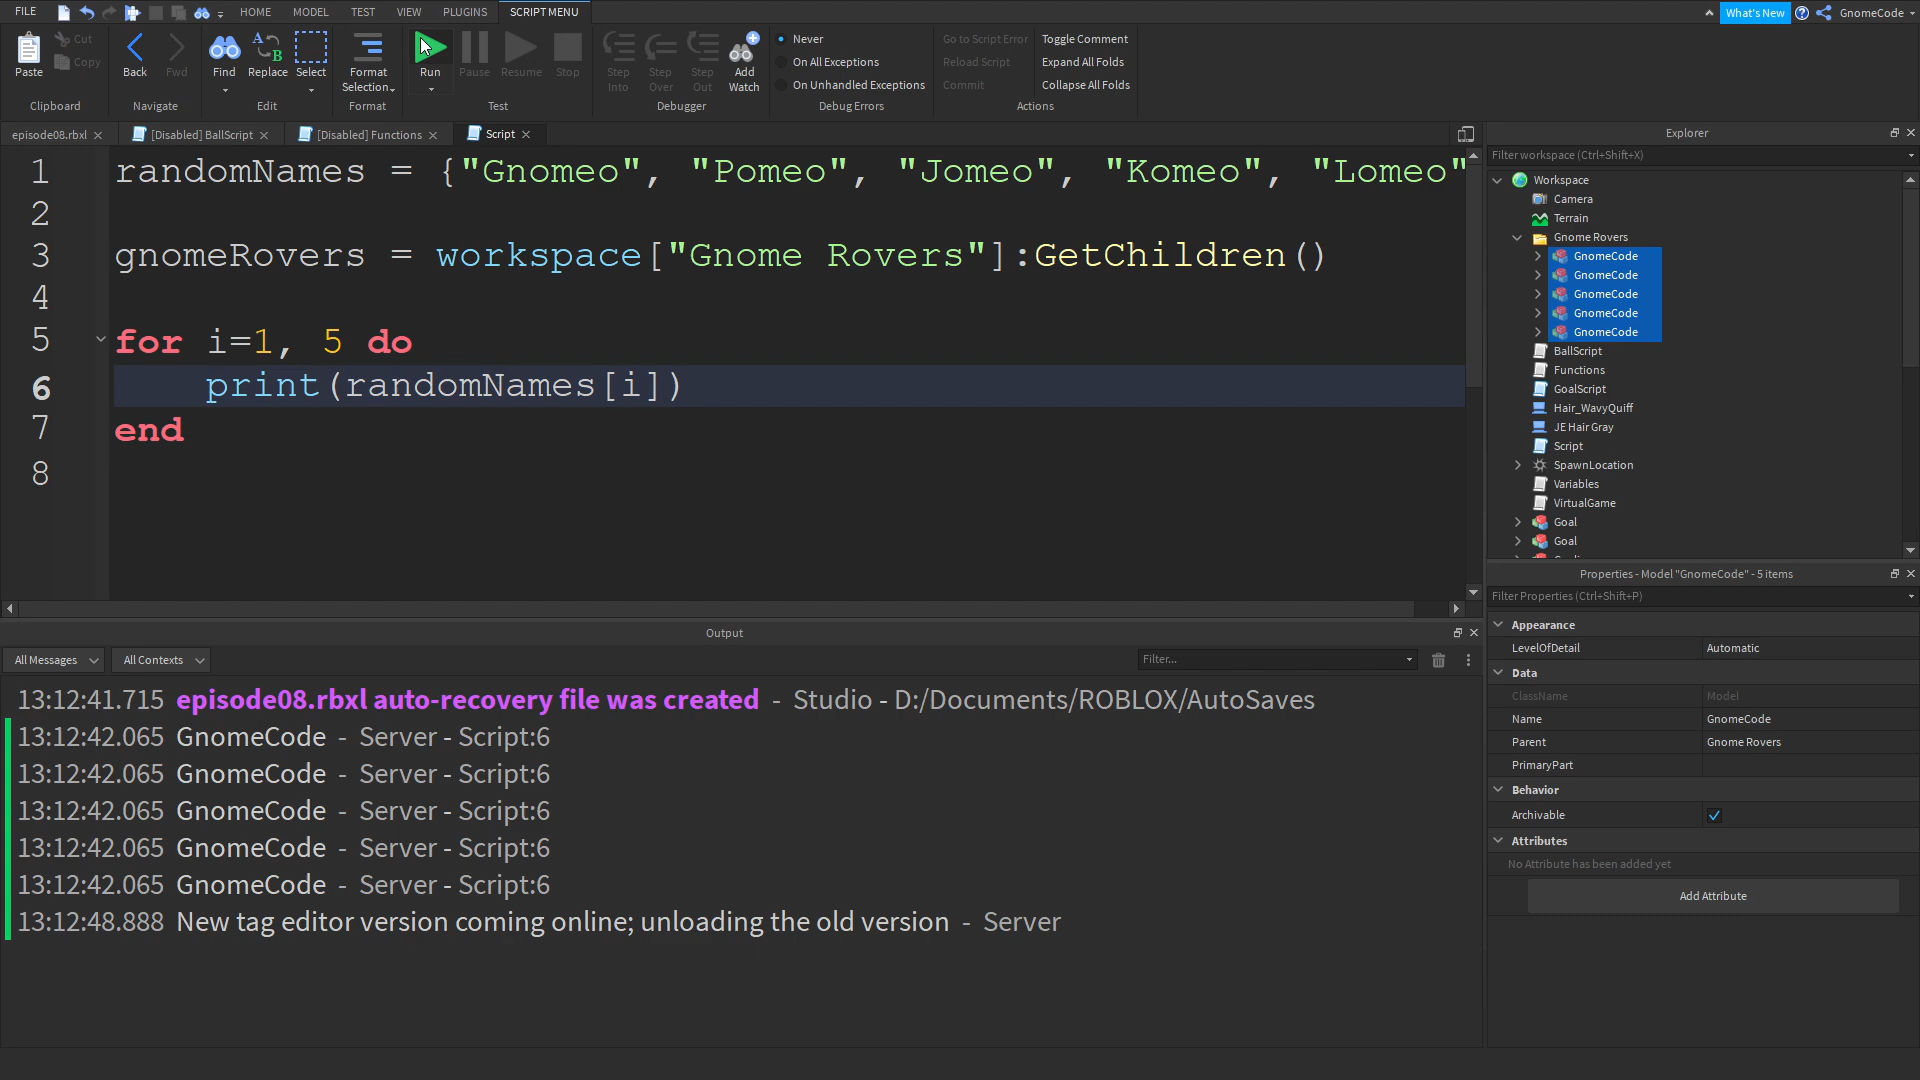 FILE HOME MODEL TEST VIEW PLUGINS SCRIPT MENU What's New GnomeCode
Cut
Copy
Paste
Clipboard
Back Fwd
Navigate
Find Replace Select
Edit
Format Selection
Format
Run Pause Resume Stop
Test
Step Into
Step Over
Step Out
Add Watch
Debugger
Never
On All Exceptions
On Unhandled Exceptions
Debug Errors
Go to Script Error Toggle Comment
Reload Script Expand All Folds
Commit Collapse All Folds
Actions
episode08.rbxl [Disabled] BallScript [Disabled] Functions Script
1 randomNames = {"Gnomeo", "Pomeo", "Jomeo", "Komeo", "Lomeo"
2
3 gnomeRovers = workspace["Gnome Rovers"]:GetChildren()
4
5 for i=1, 5 do
6 print(randomNames[i])
7 end
8
Output
All Messages All Contexts Filter...
13:12:41.715 episode08.rbxl auto-recovery file was created - Studio - D:/Documents/ROBLOX/AutoSaves
13:12:42.065 GnomeCode - Server - Script:6
13:12:42.065 GnomeCode - Server - Script:6
13:12:42.065 GnomeCode - Server - Script:6
13:12:42.065 GnomeCode - Server - Script:6
13:12:42.065 GnomeCode - Server - Script:6
13:12:48.888 New tag editor version coming online; unloading the old version - Server
Explorer
Filter workspace (Ctrl+Shift+X)
Workspace
Camera
Terrain
Gnome Rovers
GnomeCode
GnomeCode
GnomeCode
GnomeCode
GnomeCode
BallScript
Functions
GoalScript
Hair_WavyQuiff
JE Hair Gray
Script
SpawnLocation
Variables
VirtualGame
Goal
Goal
Properties - Model "GnomeCode" - 5 items
Filter Properties (Ctrl+Shift+P)
Appearance
LevelOfDetail Automatic
Data
ClassName Model
Name GnomeCode
Parent Gnome Rovers
PrimaryPart
Behavior
Archivable
Attributes
No Attribute has been added yet
Add Attribute